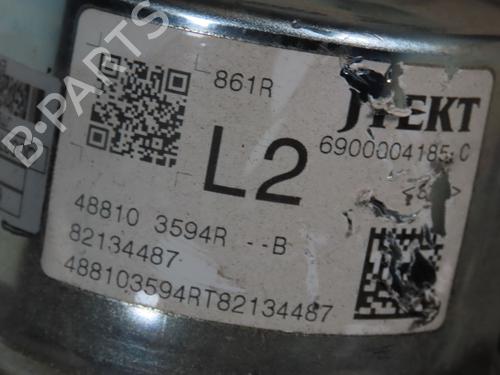 B-PARTS
861R
JTEKT
L2
6900004185-C
48810 3594R --B
82134487
488103594RT82134487